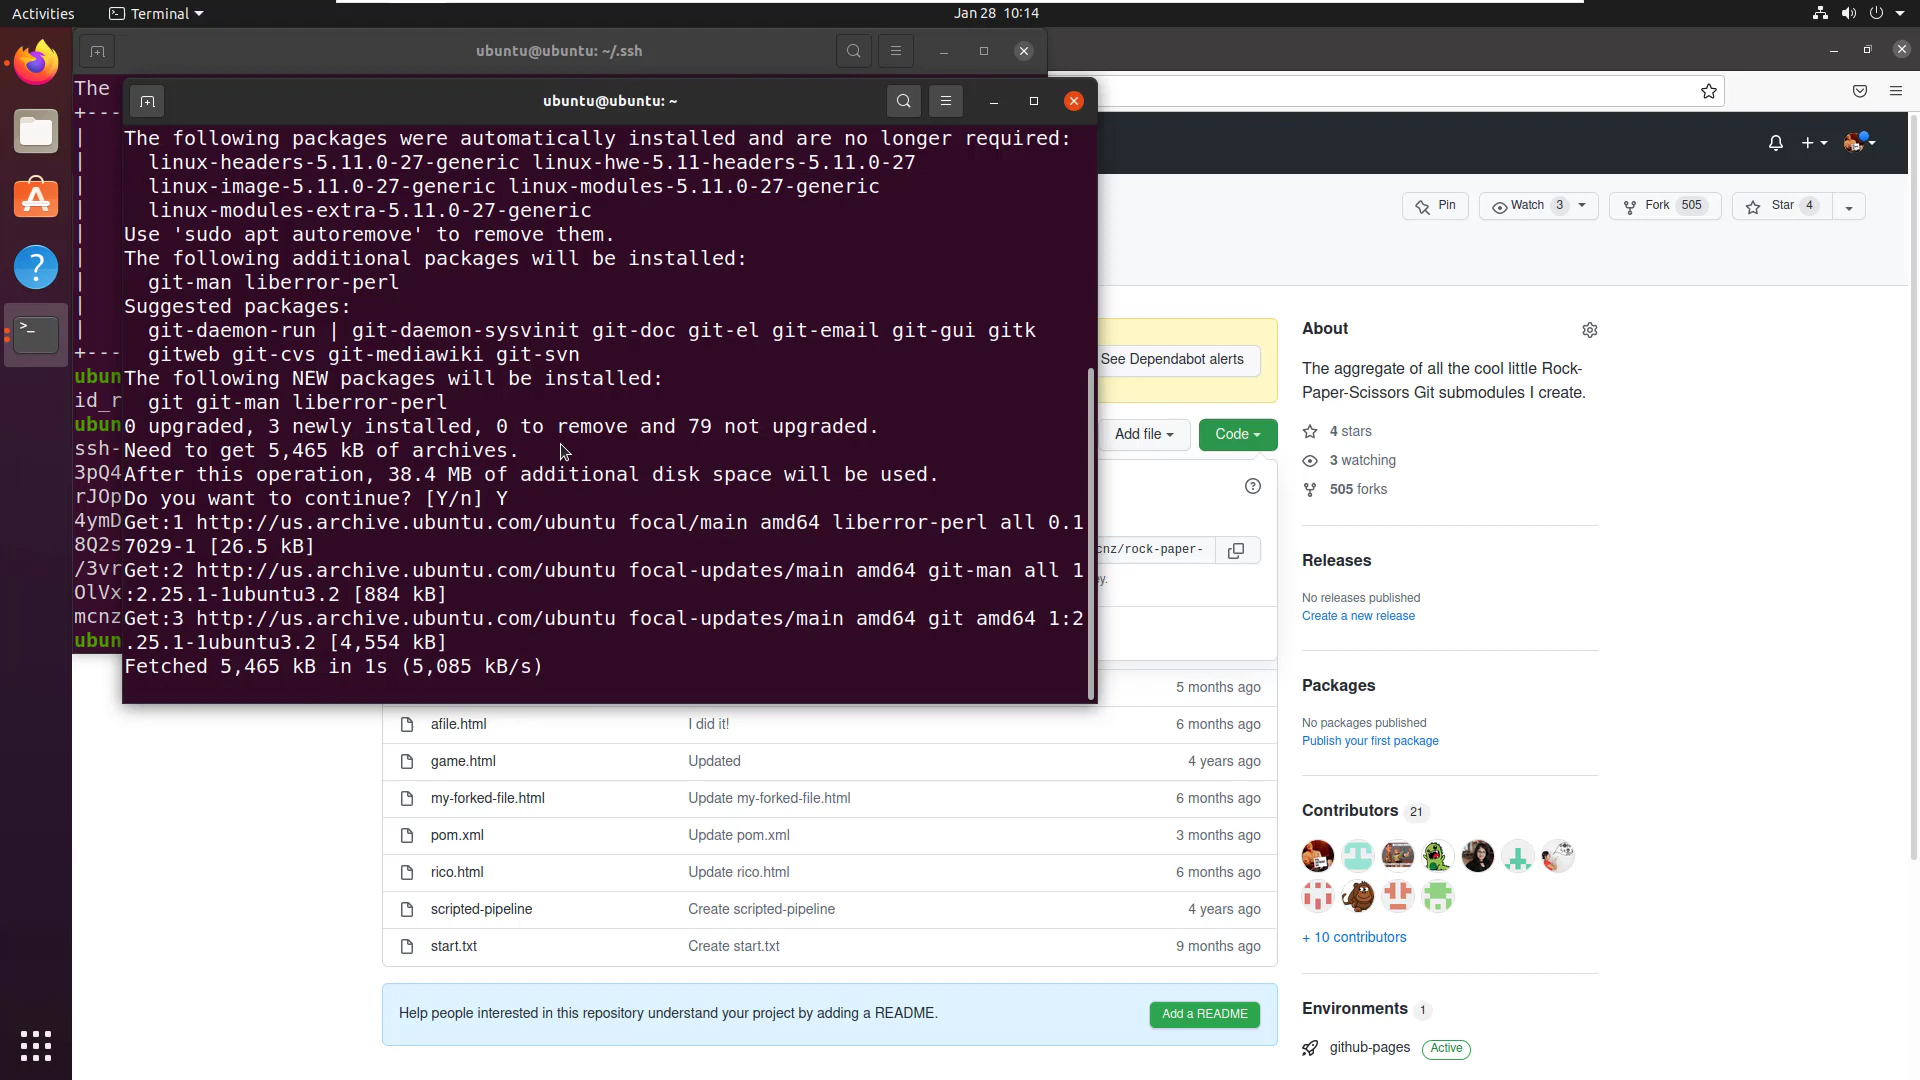 Activities
Terminal
Jan 28 10:14
ubuntu@ubuntu: ~/.ssh
The
+---
|
|
|
|
|
|
|
|
|
+---
ubun
id_r
ubun
ssh-
3pQ4
rJOp
4ymD
8Q2s
/3vr
OlVx
mcnz
ubun
ubuntu@ubuntu: ~
The following packages were automatically installed and are no longer required:
linux-headers-5.11.0-27-generic linux-hwe-5.11-headers-5.11.0-27
linux-image-5.11.0-27-generic linux-modules-5.11.0-27-generic
linux-modules-extra-5.11.0-27-generic
Use 'sudo apt autoremove' to remove them.
The following additional packages will be installed:
git-man liberror-perl
Suggested packages:
git-daemon-run | git-daemon-sysvinit git-doc git-el git-email git-gui gitk
gitweb git-cvs git-mediawiki git-svn
The following NEW packages will be installed:
git git-man liberror-perl
0 upgraded, 3 newly installed, 0 to remove and 79 not upgraded.
Need to get 5,465 kB of archives.
After this operation, 38.4 MB of additional disk space will be used.
Do you want to continue? [Y/n] Y
Get:1 http://us.archive.ubuntu.com/ubuntu focal/main amd64 liberror-perl all 0.1
7029-1 [26.5 kB]
Get:2 http://us.archive.ubuntu.com/ubuntu focal-updates/main amd64 git-man all 1
:2.25.1-1ubuntu3.2 [884 kB]
Get:3 http://us.archive.ubuntu.com/ubuntu focal-updates/main amd64 git amd64 1:2
.25.1-1ubuntu3.2 [4,554 kB]
Fetched 5,465 kB in 1s (5,085 kB/s)
Pin
Watch 3
Fork 505
Star 4
See Dependabot alerts
Add file
Code
cnz/rock-paper-
ey.
5 months ago
afile.html I did it! 6 months ago
game.html Updated 4 years ago
my-forked-file.html Update my-forked-file.html 6 months ago
pom.xml Update pom.xml 3 months ago
rico.html Update rico.html 6 months ago
scripted-pipeline Create scripted-pipeline 4 years ago
start.txt Create start.txt 9 months ago
Help people interested in this repository understand your project by adding a README.
Add a README
About
The aggregate of all the cool little Rock-
Paper-Scissors Git submodules I create.
4 stars
3 watching
505 forks
Releases
No releases published
Create a new release
Packages
No packages published
Publish your first package
Contributors 21
+ 10 contributors
Environments 1
github-pages Active